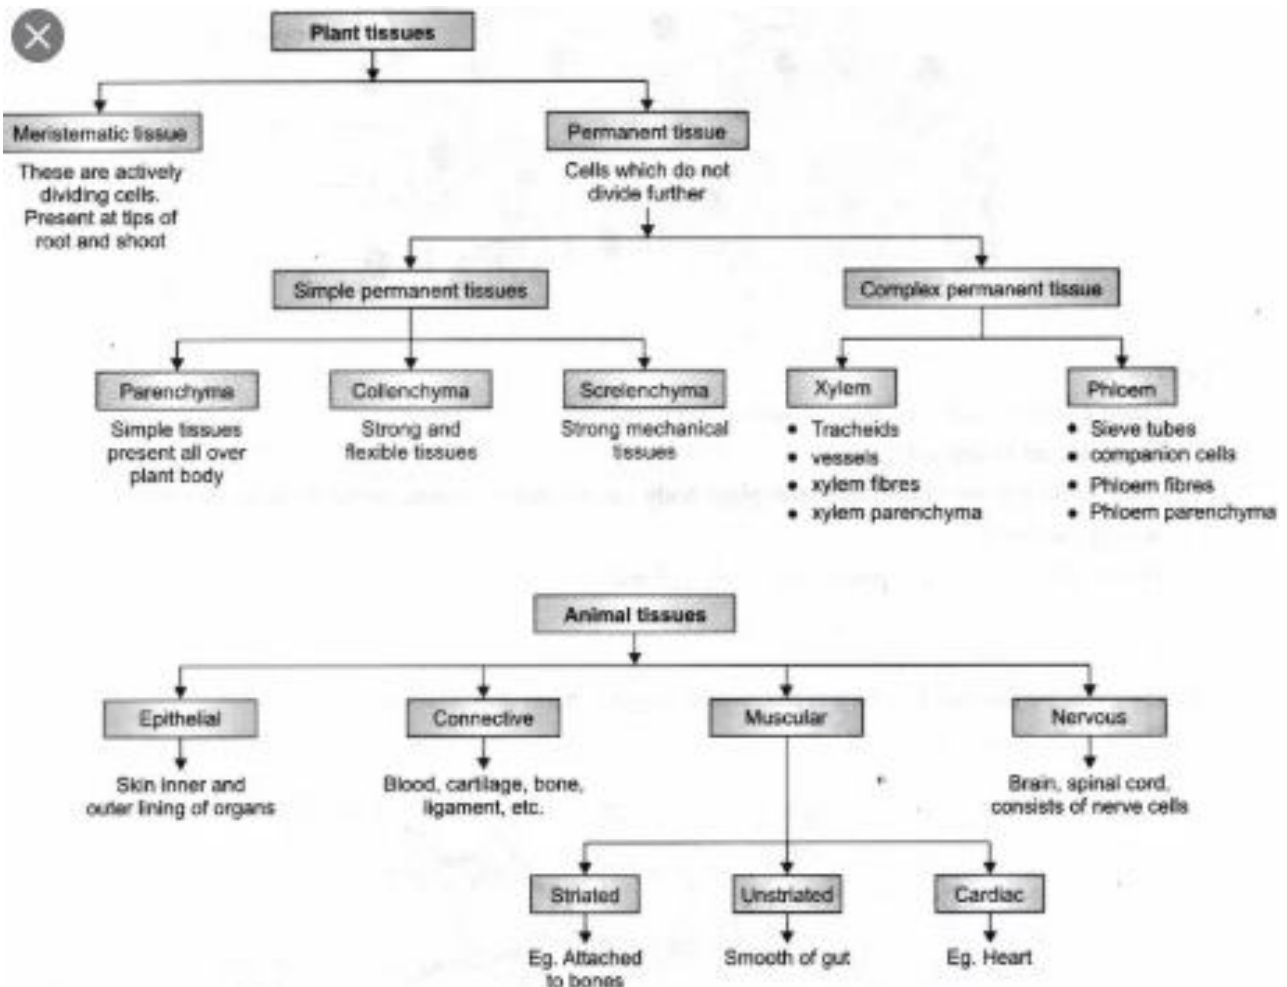 Plant tissues
Meristematic tissue
Permanent tissue
These are actively
dividing cells.
Present at tips of
root and shoot
Cells which do not
divide further
Simple permanent tissues
Complex permanent tissue
Parenchyma
Collenchyma
Screlenchyma
Xylem
Phloem
Simple tissues
present all over
plant body
Strong and
flexible tissues
Strong mechanical
tissues
• Tracheids
• vessels
• xylem fibres
• xylem parenchyma
• Sieve tubes
• companion cells
• Phloem fibres
• Phloem parenchyma
Animal tissues
Epithelial
Connective
Muscular
Nervous
Skin inner and
outer lining of organs
Blood, cartilage, bone,
ligament, etc.
Brain, spinal cord,
consists of nerve cells
Striated
Unstriated
Cardiac
Eg. Attached
to bones
Smooth of gut
Eg. Heart